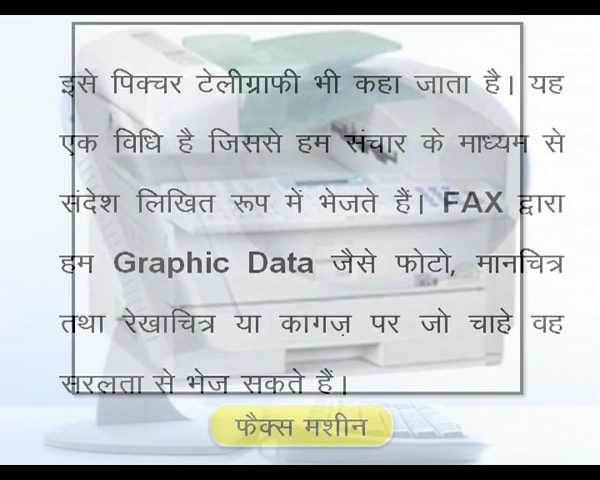 इसे पिक्चर टेलीग्राफी भी कहा जाता है। यह
एक विधि है जिससे हम संचार के माध्यम से
संदेश लिखित रूप में भेजते हैं। FAX द्वारा
हम Graphic Data जैसे फोटो, मानचित्र
तथा रेखाचित्र या कागज़ पर जो चाहे वह
सरलता से भेज सकते हैं।
फैक्स मशीन